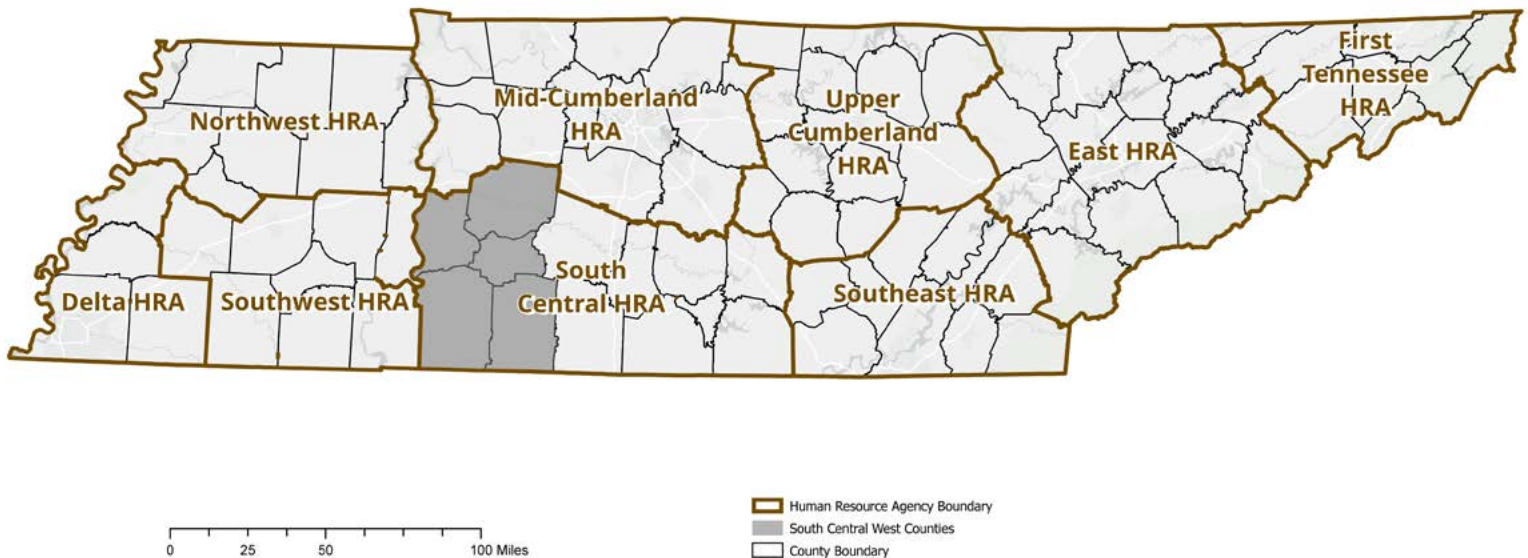 First
Tennessee
HRA
Mid-Cumberland
HRA
Upper
Cumberland
HRA
Northwest HRA
East HRA
South
Central HRA
Delta HRA
Southwest HRA
Southeast HRA
Human Resource Agency Boundary
South Central West Counties
County Boundary
0 25 50 100 Miles